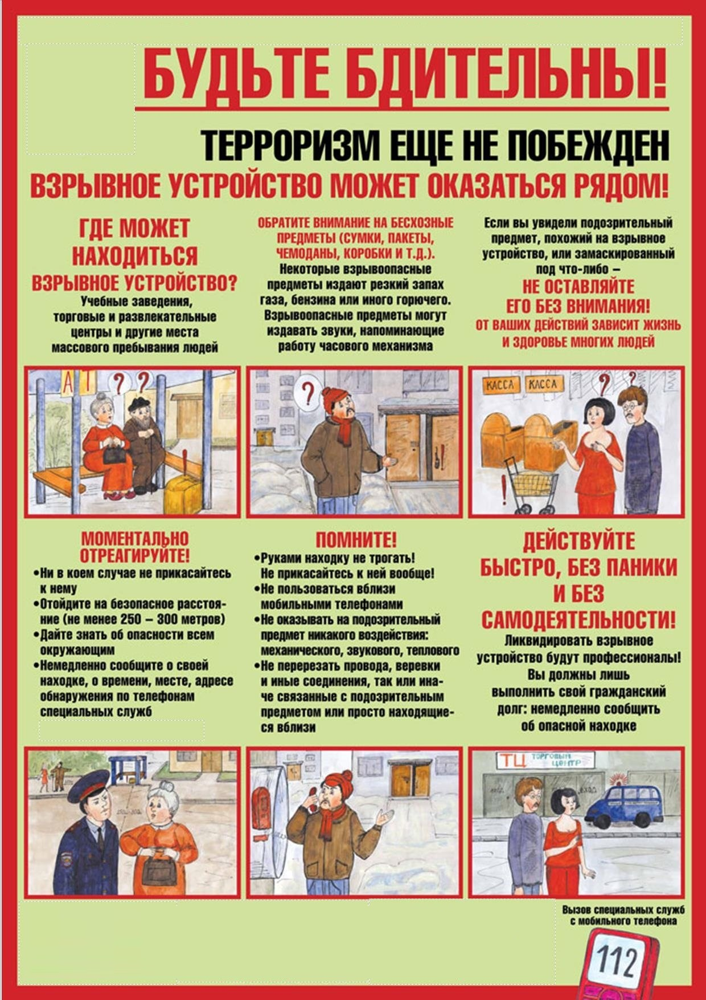 БУДЬТЕ БДИТЕЛЬНЫ!
ТЕРРОРИЗМ ЕЩЕ НЕ ПОБЕЖДЕН
ВЗРЫВНОЕ УСТРОЙСТВО МОЖЕТ ОКАЗАТЬСЯ РЯДОМ!
ГДЕ МОЖЕТ
НАХОДИТЬСЯ
ВЗРЫВНОЕ УСТРОЙСТВО?
Учебные заведения,
торговые и развлекательные
центры и другие места
массового пребывания людей
ОБРАТИТЕ ВНИМАНИЕ НА БЕСХОЗНЫЕ
ПРЕДМЕТЫ (СУМКИ, ПАКЕТЫ,
ЧЕМОДАНЫ, КОРОБКИ И Т.Д.).
Некоторые взрывоопасные
предметы издают резкий запах
газа, бензина или иного горючего.
Взрывоопасные предметы могут
издавать звуки, напоминающие
работу часового механизма
Если вы увидели подозрительный
предмет, похожий на взрывное
устройство, или замаскированный
под что-либо –
НЕ ОСТАВЛЯЙТЕ
ЕГО БЕЗ ВНИМАНИЯ!
ОТ ВАШИХ ДЕЙСТВИЙ ЗАВИСИТ ЖИЗНЬ
И ЗДОРОВЬЕ МНОГИХ ЛЮДЕЙ
А Т ? ?
!
?
!
КАССА КАССА ? ?
!
МОМЕНТАЛЬНО
ОТРЕАГИРУЙТЕ!
•Ни в коем случае не прикасайтесь
к нему
•Отойдите на безопасное расстоя-
ние (не менее 250 – 300 метров)
•Дайте знать об опасности всем
окружающим
•Немедленно сообщите о своей
находке, о времени, месте, адресе
обнаружения по телефонам
специальных служб
ПОМНИТЕ!
•Руками находку не трогать!
Не прикасайтесь к ней вообще!
•Не пользоваться вблизи
мобильными телефонами
•Не оказывать на подозрительный
предмет никакого воздействия:
механического, звукового, теплового
•Не перерезать провода, веревки
и иные соединения, так или ина-
че связанные с подозрительным
предметом или просто находящие-
ся вблизи
ДЕЙСТВУЙТЕ
БЫСТРО, БЕЗ ПАНИКИ
И БЕЗ
САМОДЕЯТЕЛЬНОСТИ!
Ликвидировать взрывное
устройство будут профессионалы!
Вы должны лишь
выполнить свой гражданский
долг: немедленно сообщить
об опасной находке
ТЦ ТОРГОВЫЙ
ЦЕНТР
ВХОД
Вызов специальных служб
с мобильного телефона
112